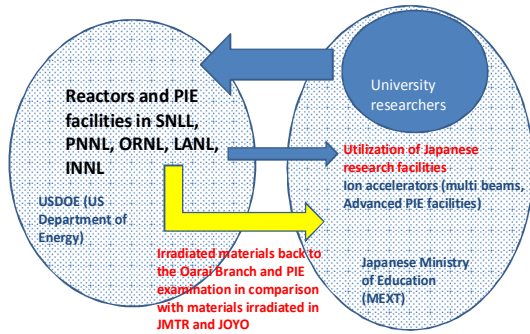 Reactors and PIE
facilities in SNLL,
PNNL, ORNL, LANL,
INNL
USDOE (US
Department of
Energy)
University
researchers
Utilization of Japanese
research facilities
Ion accelerators (multi beams,
Advanced PIE facilities)
Irradiated materials back to
the Oarai Branch and PIE
examination in comparison
with materials irradiated in
JMTR and JOYO
Japanese Ministry
of Education
(MEXT)